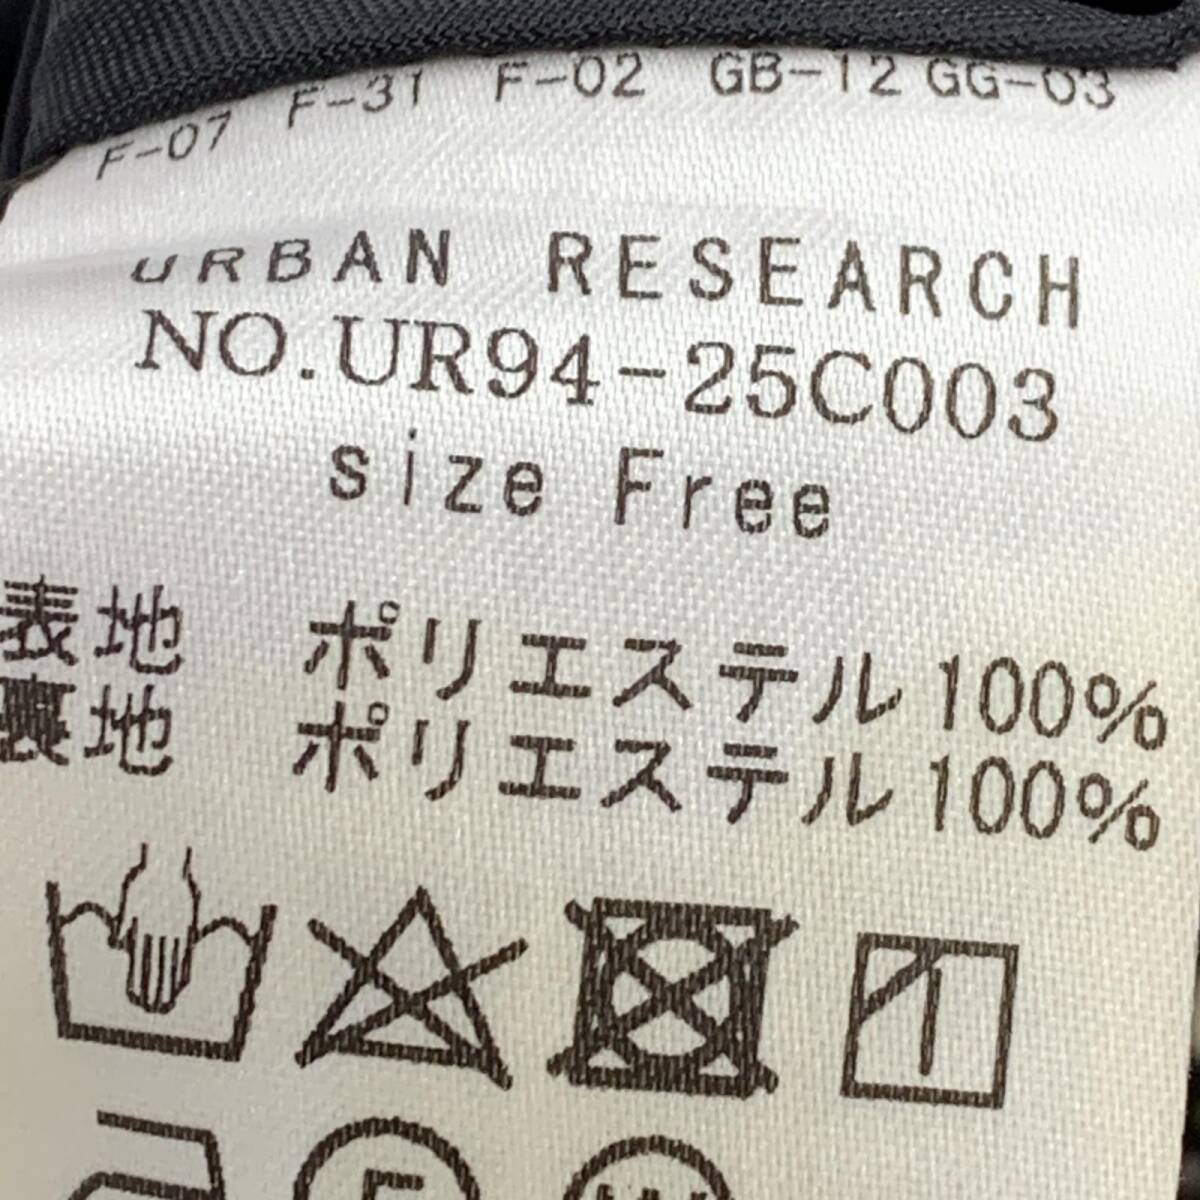 F-07 F-31 F-02 GB-12 GG-03
URBAN RESEARCH
NO.UR94-25C003
size Free
表地 ポリエステル100%
裏地 ポリエステル100%